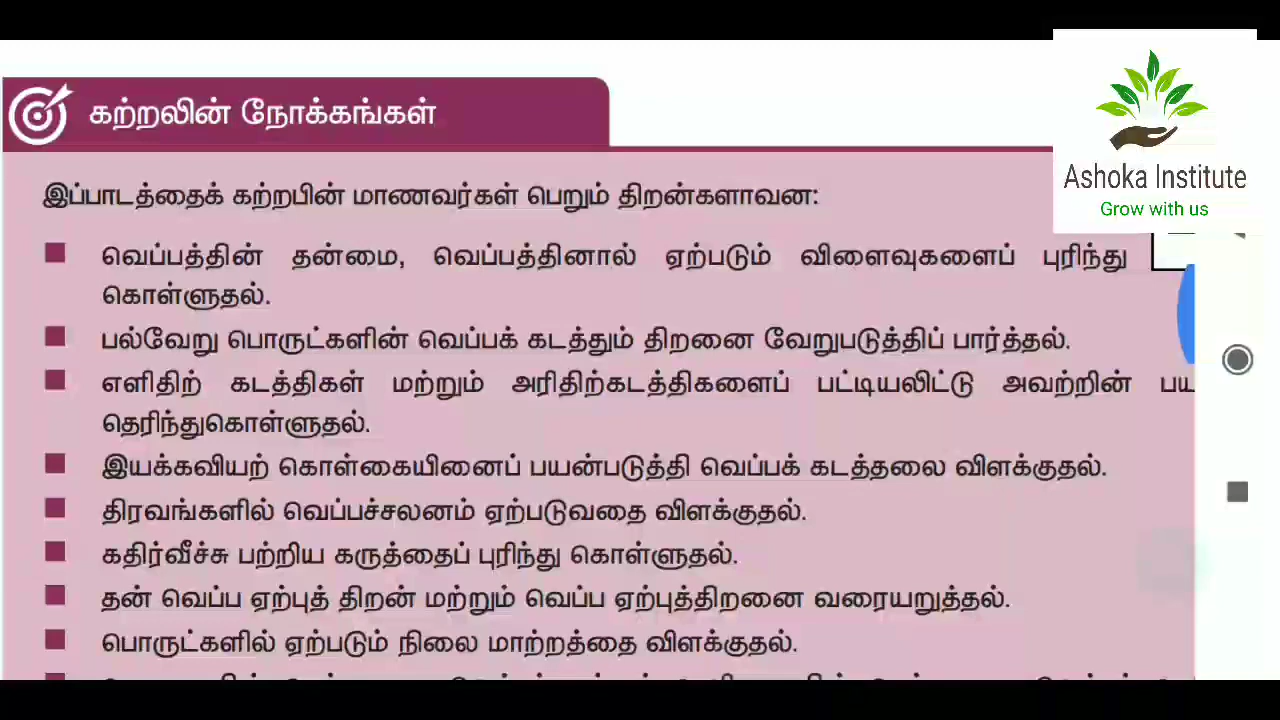 கற்றலின் நோக்கங்கள்
இப்பாடத்தைக் கற்றபின் மாணவர்கள் பெறும் திறன்களாவன:
வெப்பத்தின் தன்மை, வெப்பத்தினால் ஏற்படும் விளைவுகளைப் புரிந்து
கொள்ளுதல்.
பல்வேறு பொருட்களின் வெப்பக் கடத்தும் திறனை வேறுபடுத்திப் பார்த்தல்.
எளிதிற் கடத்திகள் மற்றும் அரிதிற்கடத்திகளைப் பட்டியலிட்டு அவற்றின் பய
தெரிந்துகொள்ளுதல்.
இயக்கவியற் கொள்கையினைப் பயன்படுத்தி வெப்பக் கடத்தலை விளக்குதல்.
திரவங்களில் வெப்பச்சலனம் ஏற்படுவதை விளக்குதல்.
கதிர்வீச்சு பற்றிய கருத்தைப் புரிந்து கொள்ளுதல்.
தன் வெப்ப ஏற்புத் திறன் மற்றும் வெப்ப ஏற்புத்திறனை வரையறுத்தல்.
பொருட்களில் ஏற்படும் நிலை மாற்றத்தை விளக்குதல்.
Ashoka Institute
Grow with us